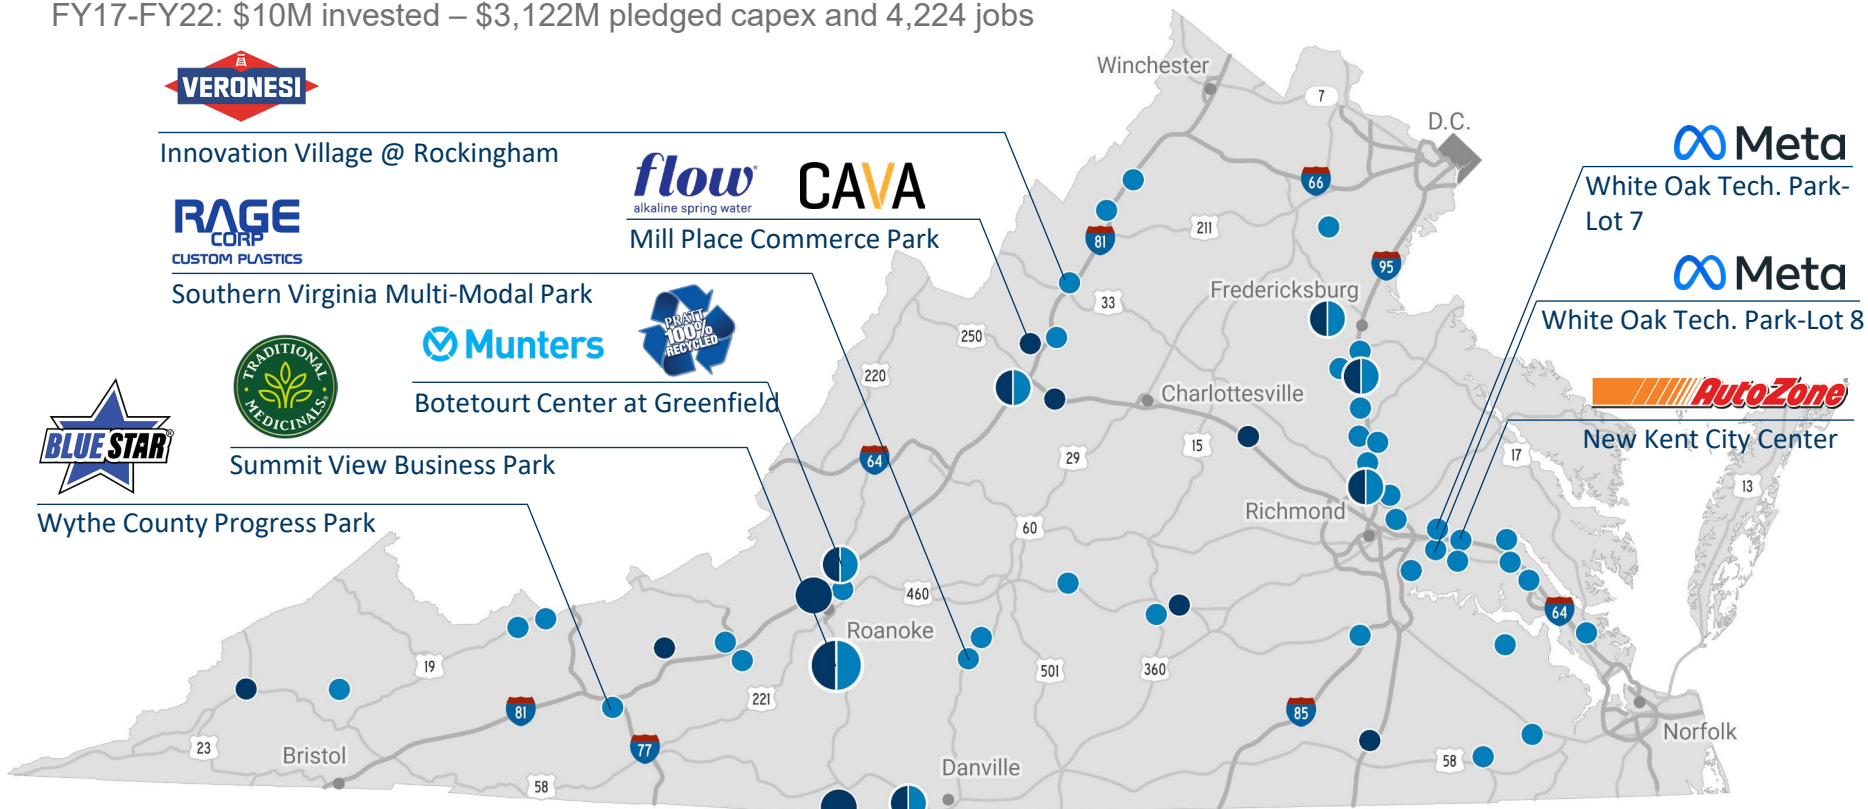 FY17-FY22: $10M invested – $3,122M pledged capex and 4,224 jobs
VERONESI
Innovation Village @ Rockingham
RAGE
CORP
CUSTOM PLASTICS
Southern Virginia Multi-Modal Park
flow
alkaline spring water
CAVA
Mill Place Commerce Park
TRADITIONAL
MEDICINALS
Summit View Business Park
Munters
PRATT
100%
RECYCLED
Botetourt Center at Greenfield
BLUE STAR
Wythe County Progress Park
Meta
White Oak Tech. Park-
Lot 7
Meta
White Oak Tech. Park-Lot 8
AutoZone
New Kent City Center
Winchester
7
D.C.
66
81
211
95
33
Fredericksburg
250
220
Charlottesville
64
29
15
17
13
Richmond
60
460
64
Roanoke
19
501
360
221
81
85
23
77
Norfolk
Bristol
58
Danville
58